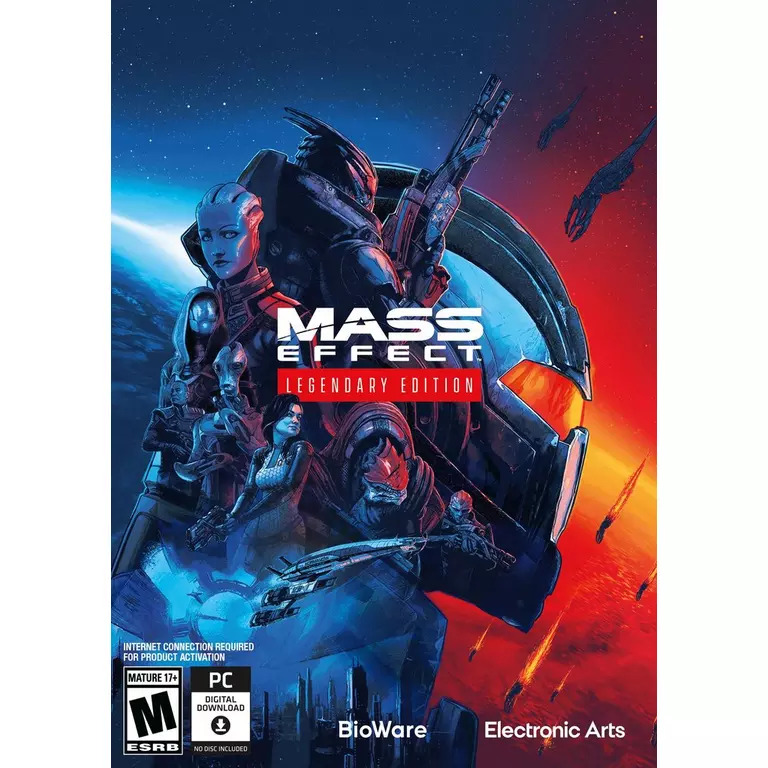 MASS
EFFECT
LEGENDARY EDITION
INTERNET CONNECTION REQUIRED
FOR PRODUCT ACTIVATION
MATURE 17+
M
ESRB
PC
DIGITAL
DOWNLOAD
NO DISC INCLUDED
BioWare
Electronic Arts